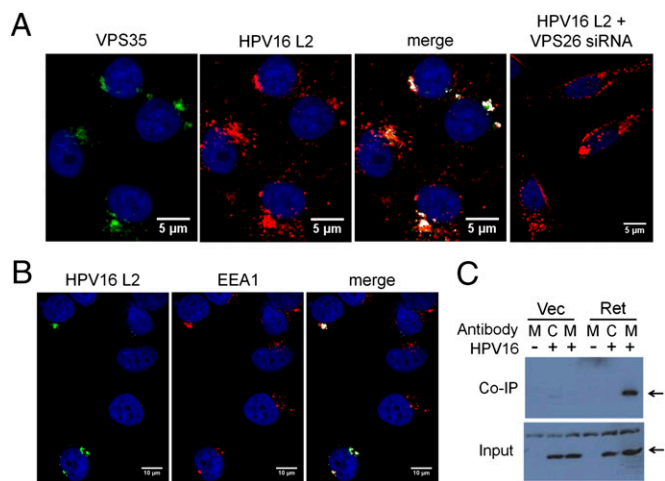 A
VPS35
HPV16 L2
merge
HPV16 L2 +
VPS26 siRNA
5 µm
5 µm
5 µm
5 µm
B
HPV16 L2
EEA1
merge
10 µm
10 µm
10 µm
C
Vec Ret
Antibody M C M M C M
HPV16 - + + - + +
Co-IP
Input